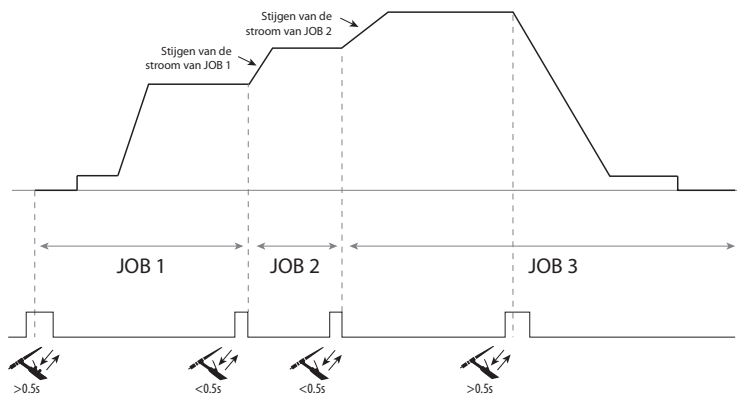 Stijgen van de
stroom van JOB 2
Stijgen van de
stroom van JOB 1
JOB 1
JOB 2
JOB 3
>0.5s
<0.5s
<0.5s
>0.5s